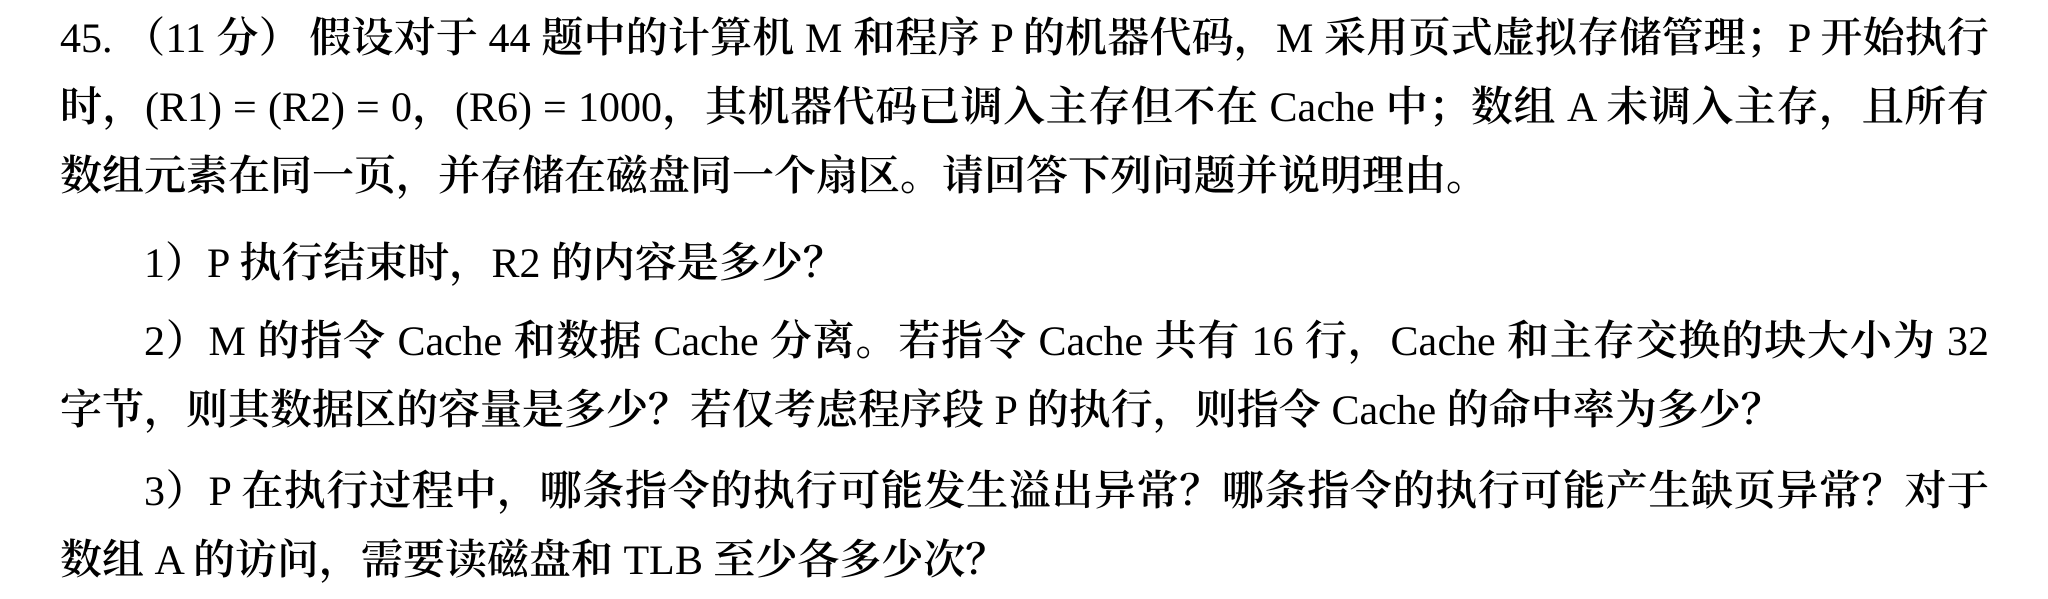 45. （11 分） 假设对于 44 题中的计算机 M 和程序 P 的机器代码，M 采用页式虚拟存储管理；P 开始执行
时，(R1) = (R2) = 0，(R6) = 1000，其机器代码已调入主存但不在 Cache 中；数组 A 未调入主存，且所有
数组元素在同一页，并存储在磁盘同一个扇区。请回答下列问题并说明理由。
1）P 执行结束时，R2 的内容是多少？
2）M 的指令 Cache 和数据 Cache 分离。若指令 Cache 共有 16 行，Cache 和主存交换的块大小为 32
字节，则其数据区的容量是多少？若仅考虑程序段 P 的执行，则指令 Cache 的命中率为多少？
3）P 在执行过程中，哪条指令的执行可能发生溢出异常？哪条指令的执行可能产生缺页异常？对于
数组 A 的访问，需要读磁盘和 TLB 至少各多少次？